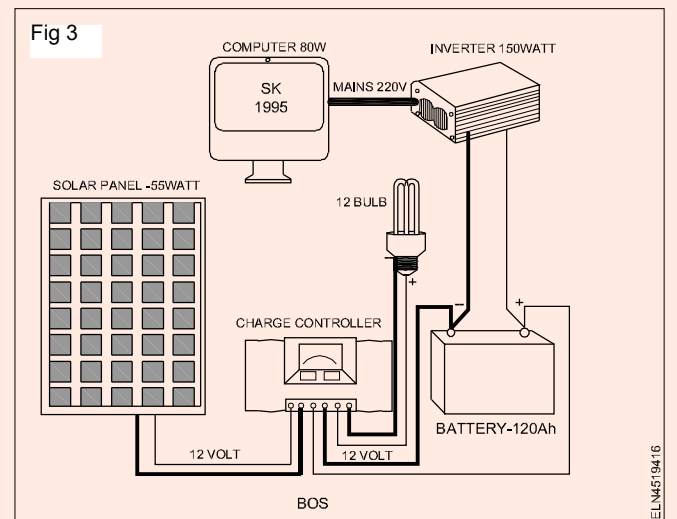 Fig 3
COMPUTER 80W
INVERTER 150WATT
SK
1995
MAINS 220V
SOLAR PANEL -55WATT
12 BULB
-
+
-- +
CHARGE CONTROLLER
BATTERY-120Ah
12 VOLT
12 VOLT
BOS
ELN4519416